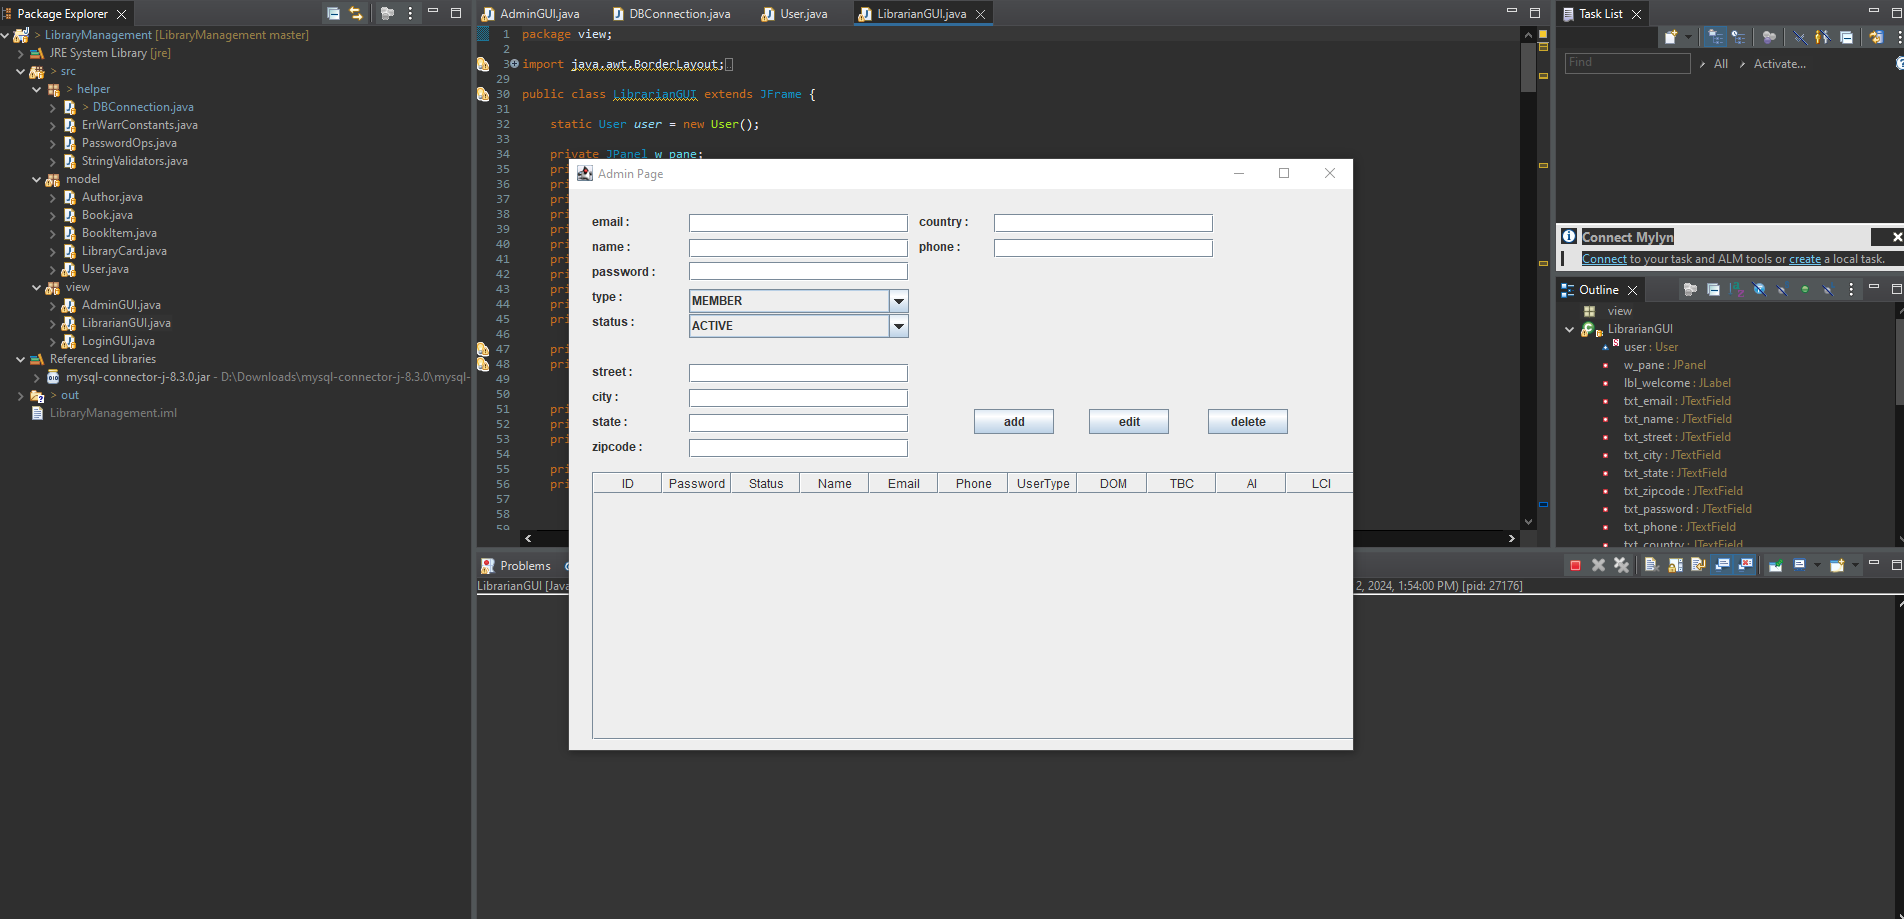 Package Explorer
> LibraryManagement [LibraryManagement master]
JRE System Library [jre]
> src
> helper
> DBConnection.java
ErrWarrConstants.java
PasswordOps.java
StringValidators.java
model
Author.java
Book.java
BookItem.java
LibraryCard.java
User.java
view
AdminGUI.java
LibrarianGUI.java
LoginGUI.java
Referenced Libraries
mysql-connector-j-8.3.0.jar - D:\Downloads\mysql-connector-j-8.3.0\mysql-
> out
LibraryManagement.iml
AdminGUI.java DBConnection.java User.java LibrarianGUI.java
1 package view;
2
3 import java.awt.BorderLayout;
29
30 public class LibrarianGUI extends JFrame {
31
32 static User user = new User();
33
34 private JPanel w_pane;
35 pri
36 pri
37 pri
38 pri
39 pri
40 pri
41 pri
42 pri
43 pri
44 pri
45 pri
46
47 pri
48 pri
49
50
51 pri
52 pri
53 pri
54
55 pri
56 pri
57
58
59
Admin Page
email : country :
name : phone :
password :
type : MEMBER
status : ACTIVE
street :
city :
state : add edit delete
zipcode :
ID Password Status Name Email Phone UserType DOM TBC AI LCI
Problems
LibrarianGUI [Java 2, 2024, 1:54:00 PM) [pid: 27176]
Task List
Find All Activate...
Connect Mylyn
Connect to your task and ALM tools or create a local task.
Outline
view
LibrarianGUI
user : User
w_pane : JPanel
lbl_welcome : JLabel
txt_email : JTextField
txt_name : JTextField
txt_street : JTextField
txt_city : JTextField
txt_state : JTextField
txt_zipcode : JTextField
txt_password : JTextField
txt_phone : JTextField
txt_country : JTextField